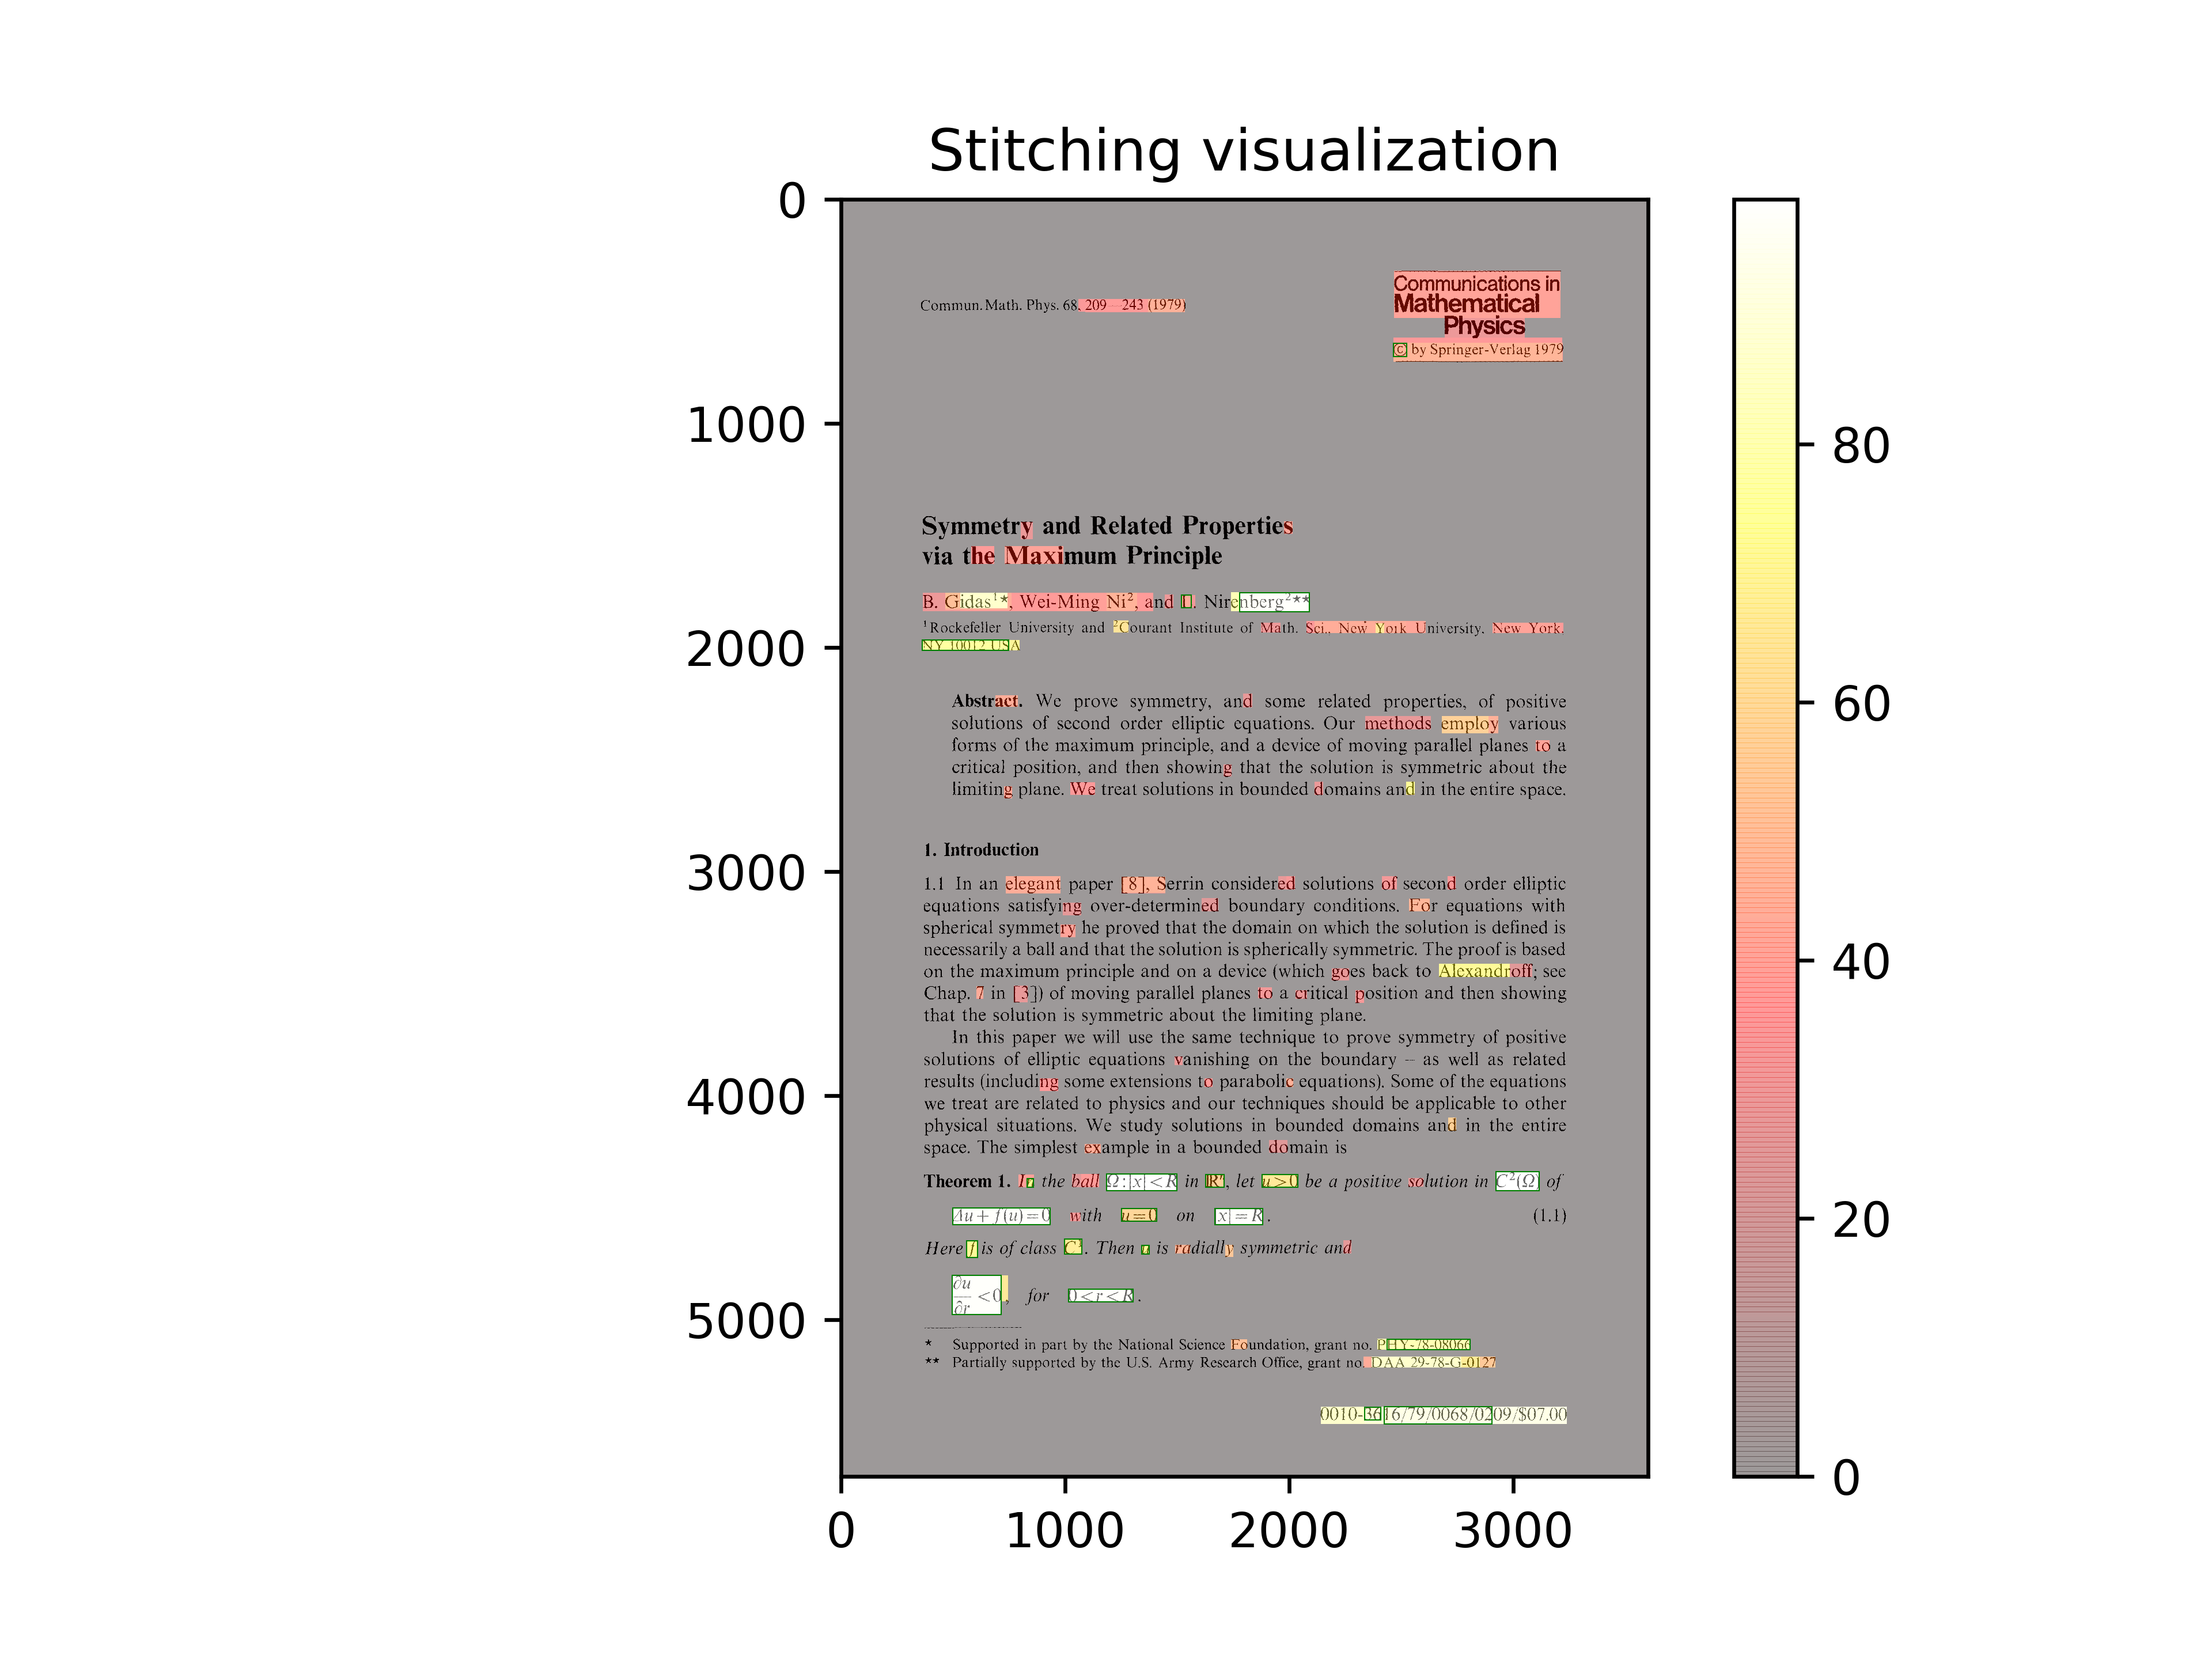 Stitching visualization
0
1000
2000
3000
4000
5000
0
1000
2000
3000
80
60
40
20
0
Commun. Math. Phys. 68, 209—243 (1979)
Communications in
Mathematical
Physics
© by Springer-Verlag 1979
Symmetry and Related Properties
via the Maximum Principle
B. Gidas¹★, Wei-Ming Ni², and L. Nirenberg²★★
¹ Rockefeller University and ² Courant Institute of Math. Sci., New York University, New York,
NY 10012 USA
Abstract. We prove symmetry, and some related properties, of positive
solutions of second order elliptic equations. Our methods employ various
forms of the maximum principle, and a device of moving parallel planes to a
critical position, and then showing that the solution is symmetric about the
limiting plane. We treat solutions in bounded domains and in the entire space.
1. Introduction
1.1 In an elegant paper [8], Serrin considered solutions of second order elliptic
equations satisfying over-determined boundary conditions. For equations with
spherical symmetry he proved that the domain on which the solution is defined is
necessarily a ball and that the solution is spherically symmetric. The proof is based
on the maximum principle and on a device (which goes back to Alexandroff; see
Chap. 7 in [3]) of moving parallel planes to a critical position and then showing
that the solution is symmetric about the limiting plane.
In this paper we will use the same technique to prove symmetry of positive
solutions of elliptic equations vanishing on the boundary – as well as related
results (including some extensions to parabolic equations). Some of the equations
we treat are related to physics and our techniques should be applicable to other
physical situations. We study solutions in bounded domains and in the entire
space. The simplest example in a bounded domain is
Theorem 1. In the ball Ω:|x|<R in ℝⁿ, let u>0 be a positive solution in C²(Ω) of
Δu+f(u)=0 with u=0 on |x|=R. (1.1)
Here f is of class C¹. Then u is radially symmetric and
∂u/∂r <0, for 0<r<R.
★ Supported in part by the National Science Foundation, grant no. PHY-78-08066
★★ Partially supported by the U.S. Army Research Office, grant no. DAA 29-78-G-0127
0010-3616/79/0068/0209/$07.00